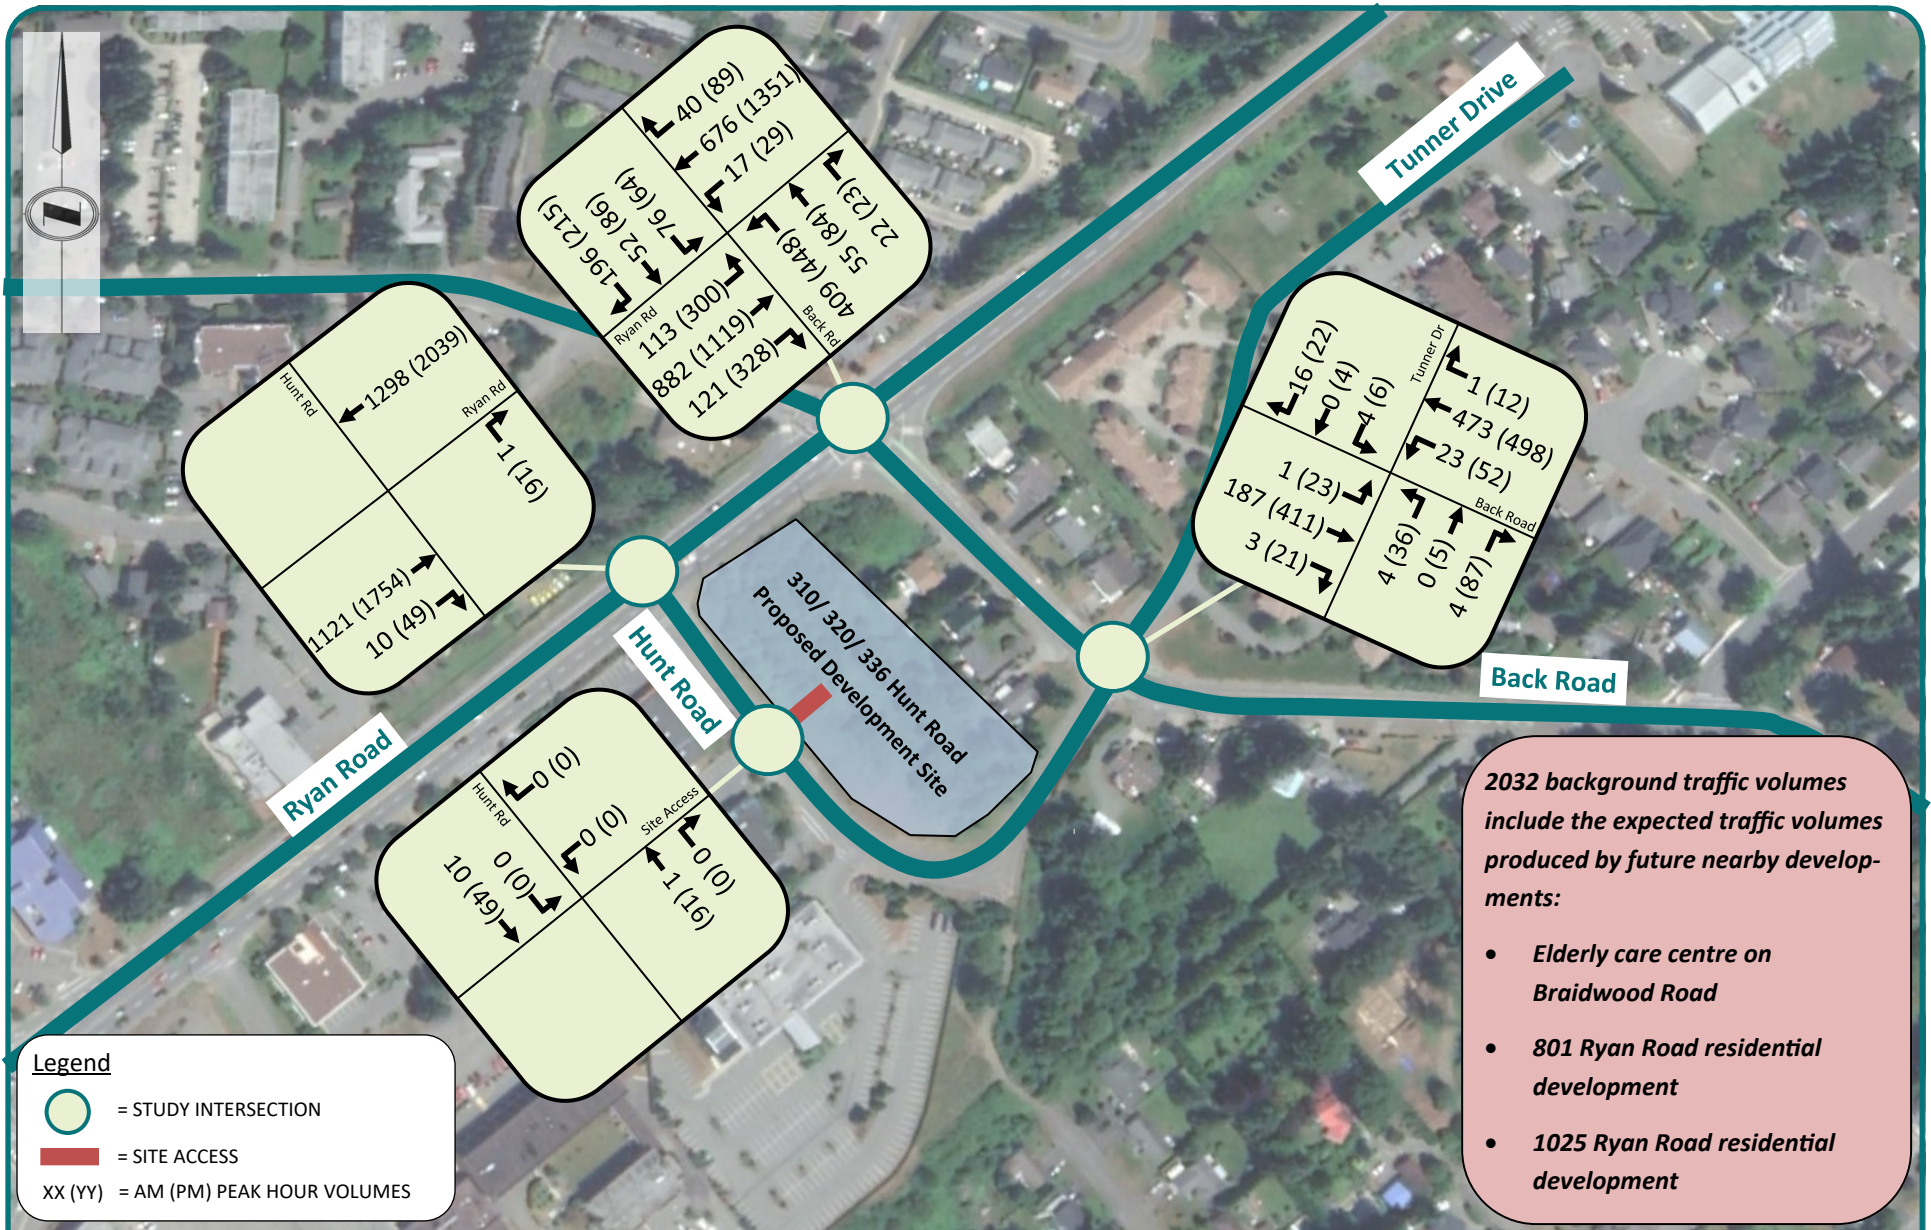 40 (89)
676 (1351)
17 (29)
76 (64)
52 (86)
196 (215)
22 (23)
55 (84)
409 (448)
Ryan Rd
Back Rd
113 (300)
882 (1119)
121 (328)
Tunner Drive
1298 (2039)
Hunt Rd
Ryan Rd
1 (16)
1121 (1754)
10 (49)
16 (22)
0 (4)
4 (6)
Tunner Dr
1 (12)
473 (498)
23 (52)
Back Road
1 (23)
187 (411)
3 (21)
4 (36)
0 (5)
4 (87)
310/ 320/ 336 Hunt Road
Proposed Development Site
Hunt Road
Back Road
Ryan Road
0 (0)
Hunt Rd
0 (0)
Site Access
0 (0)
10 (49)
0 (0)
1 (16)
2032 background traffic volumes
include the expected traffic volumes
produced by future nearby develop-
ments:
• Elderly care centre on
Braidwood Road
• 801 Ryan Road residential
development
• 1025 Ryan Road residential
development
Legend
= STUDY INTERSECTION
= SITE ACCESS
XX (YY) = AM (PM) PEAK HOUR VOLUMES